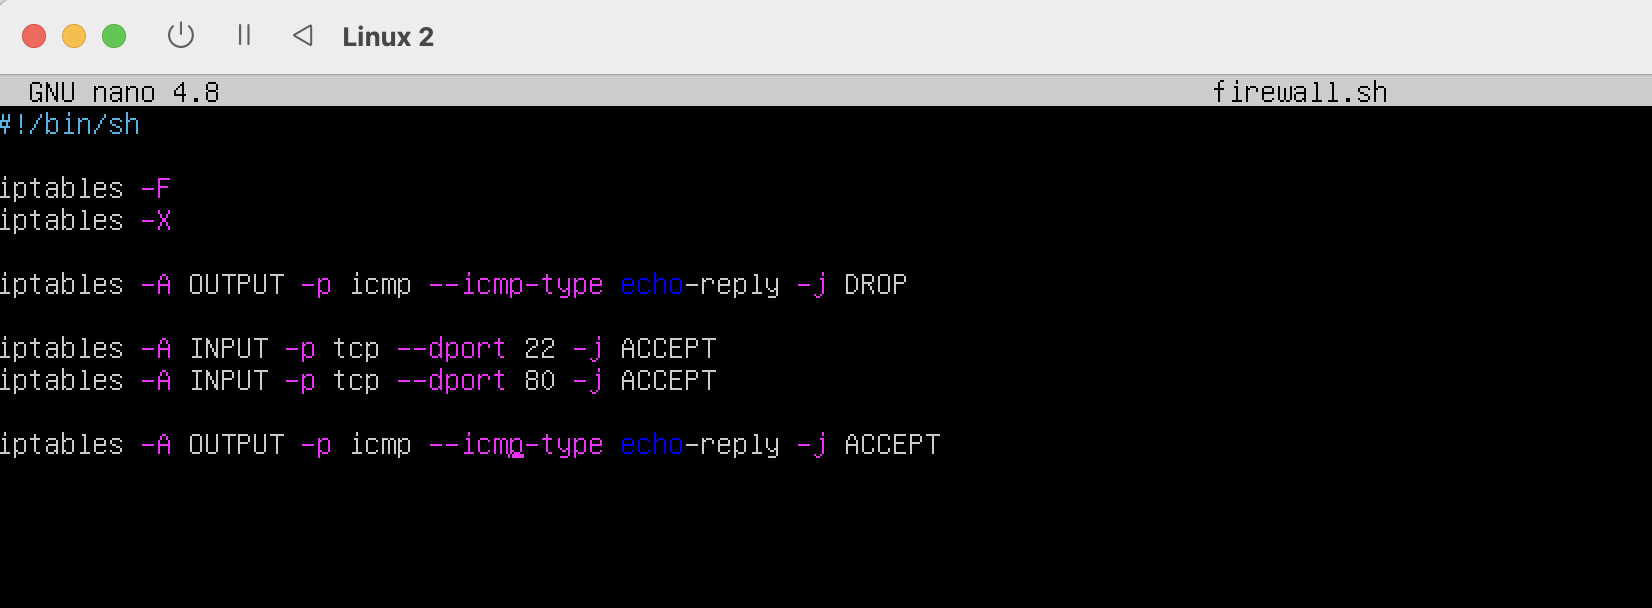 Linux 2
GNU nano 4.8 firewall.sh
#!/bin/sh
iptables -F
iptables -X
iptables -A OUTPUT -p icmp --icmp-type echo-reply -j DROP
iptables -A INPUT -p tcp --dport 22 -j ACCEPT
iptables -A INPUT -p tcp --dport 80 -j ACCEPT
iptables -A OUTPUT -p icmp --icmp-type echo-reply -j ACCEPT